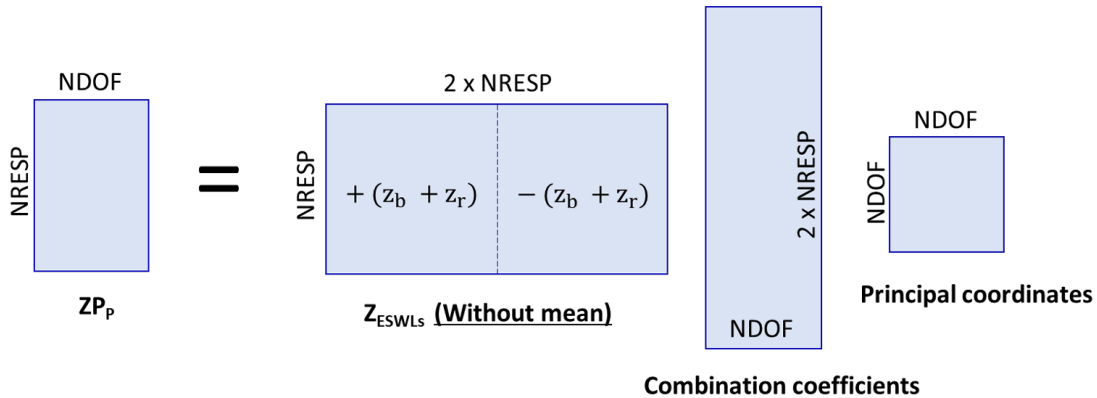 NDOF
NRESP
ZP_P
=
2 x NRESP
NRESP
+ (z_b + z_r)
− (z_b + z_r)
Z_ESWLs (Without mean)
2 x NRESP
NDOF
Combination coefficients
NDOF
NDOF
Principal coordinates